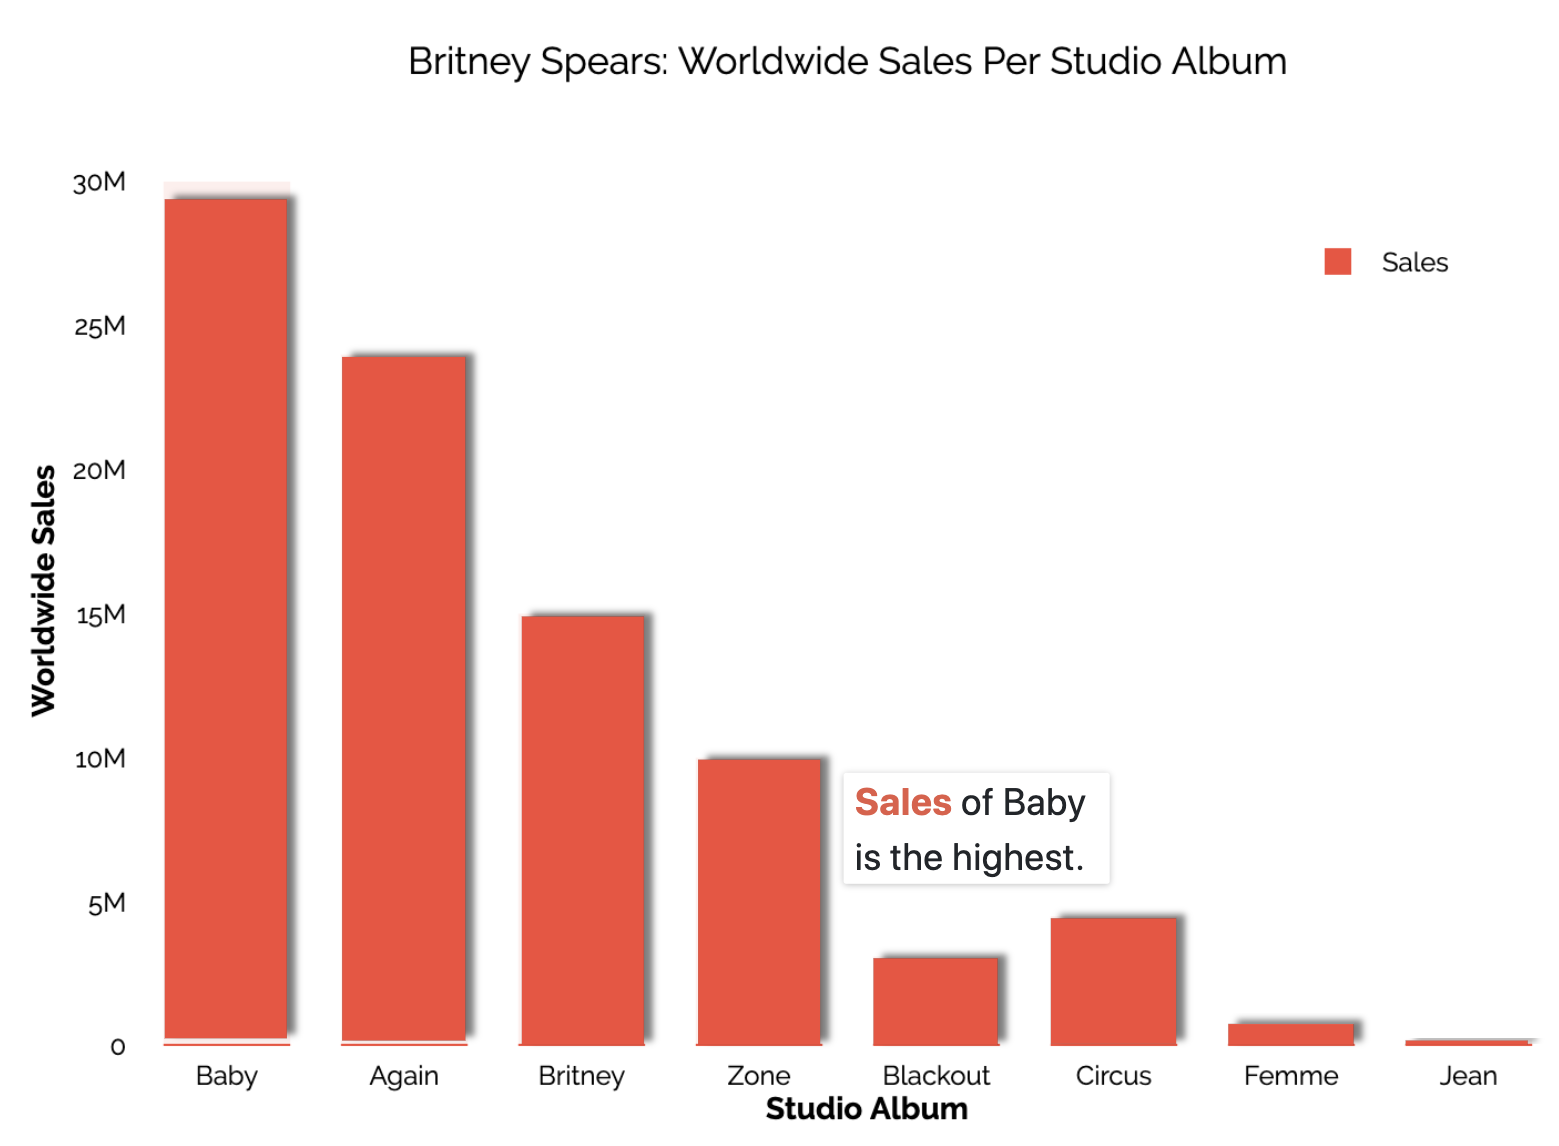 Britney Spears: Worldwide Sales Per Studio Album
30M
25M
20M
15M
10M
5M
0
Worldwide Sales
Sales
Sales of Baby
is the highest.
Baby Again Britney Zone Blackout Circus Femme Jean
Studio Album